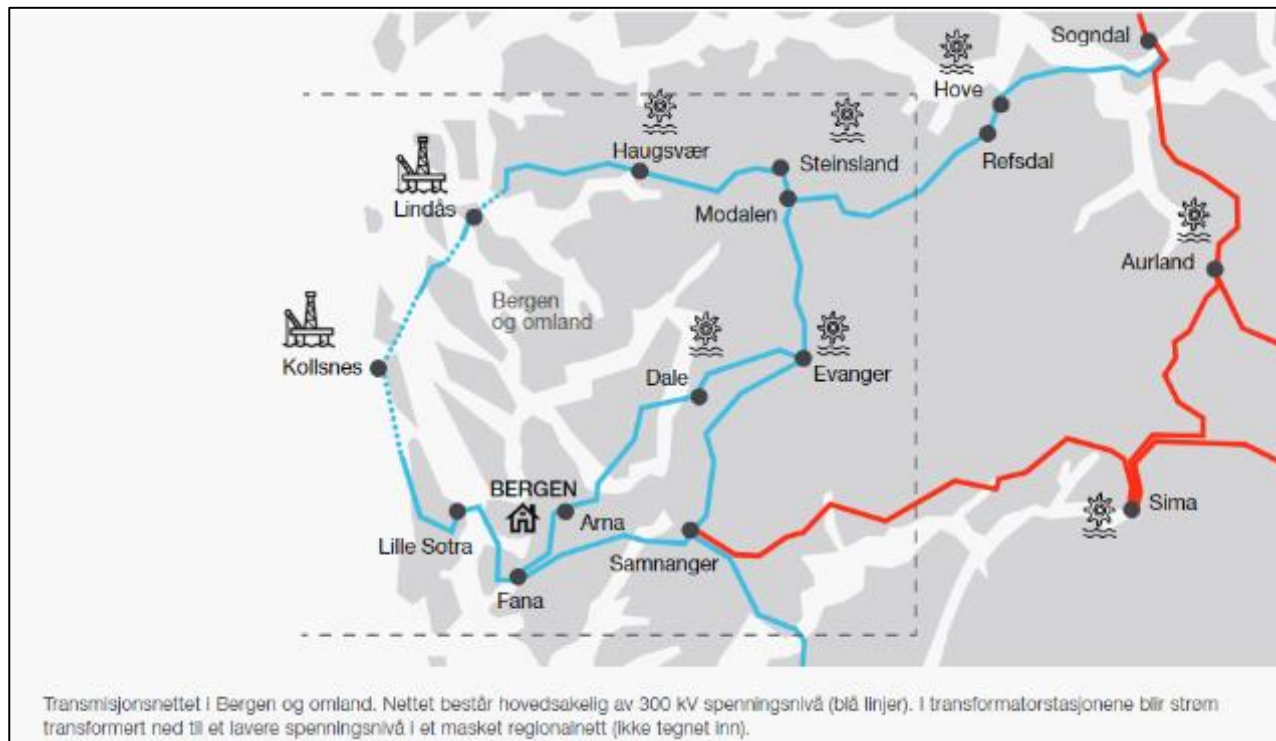 Sogndal
Hove
Haugsvær
Steinsland
Refsdal
Lindås
Modalen
Aurland
Bergen
og omland
Kollsnes
Dale
Evanger
BERGEN
Sima
Lille Sotra
Arna
Samnanger
Fana
Transmisjonsnettet i Bergen og omland. Nettet består hovedsakelig av 300 kV spenningsnivå (blå linjer). I transformatorstasjonene blir strøm
transformert ned til et lavere spenningsnivå i et masket regionalnett (ikke tegnet inn).